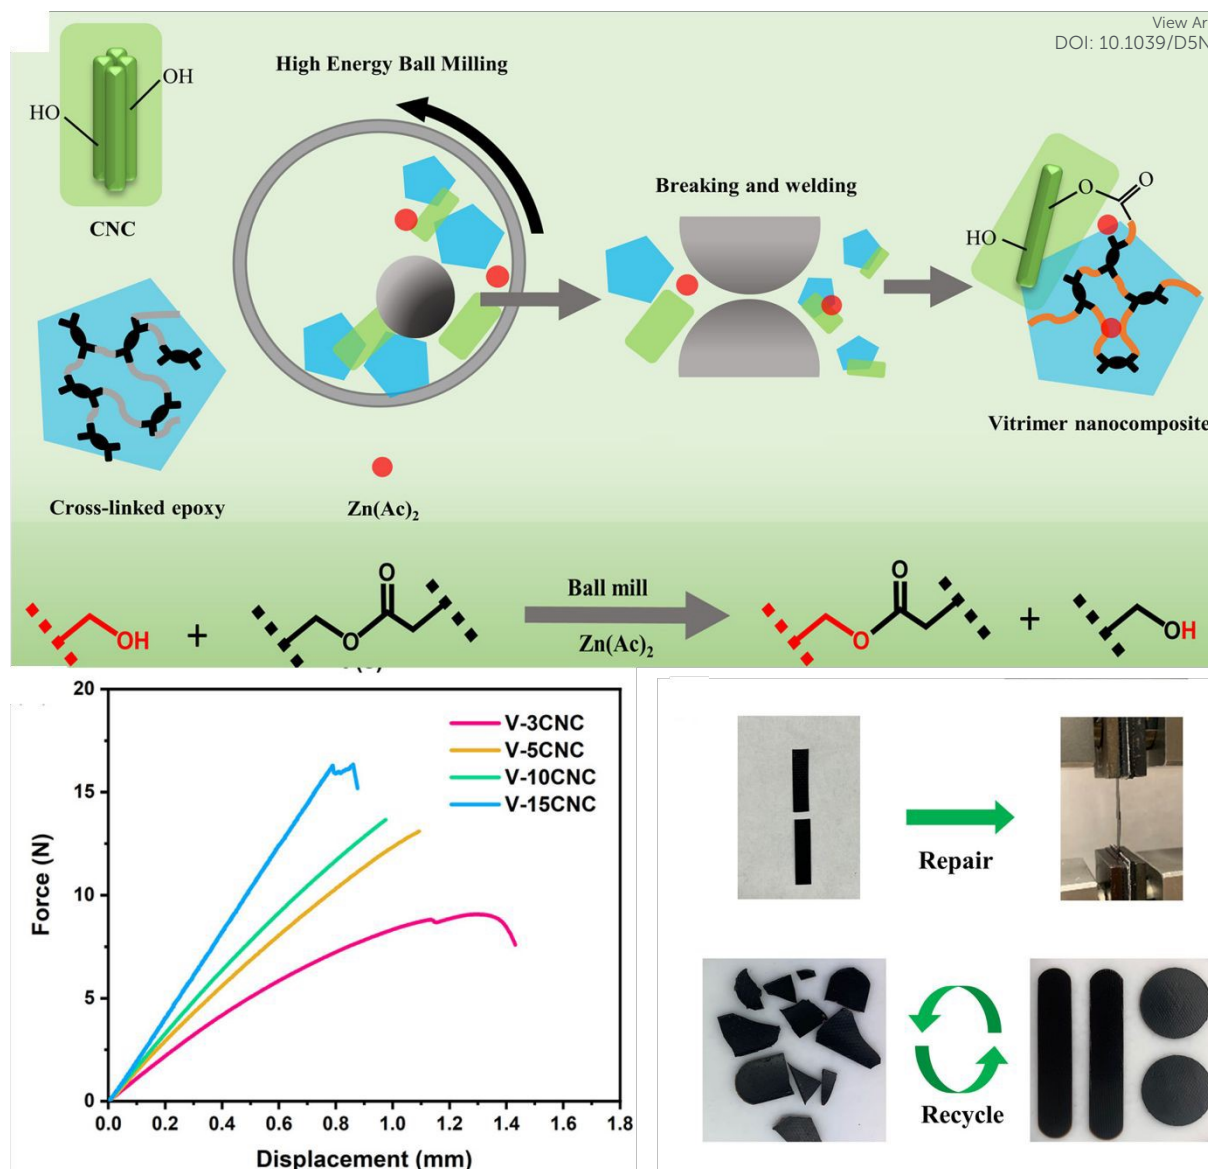 View Ar
DOI: 10.1039/D5N
OH
HO
CNC
High Energy Ball Milling
Breaking and welding
O
O
HO
Vitrimer nanocomposite
Cross-linked epoxy
Zn(Ac)2
OH
+
O
O
Ball mill
Zn(Ac)2
O
O
+
OH
20
15
10
5
0
Force (N)
V-3CNC
V-5CNC
V-10CNC
V-15CNC
0.0 0.2 0.4 0.6 0.8 1.0 1.2 1.4 1.6 1.8
Displacement (mm)
Repair
Recycle